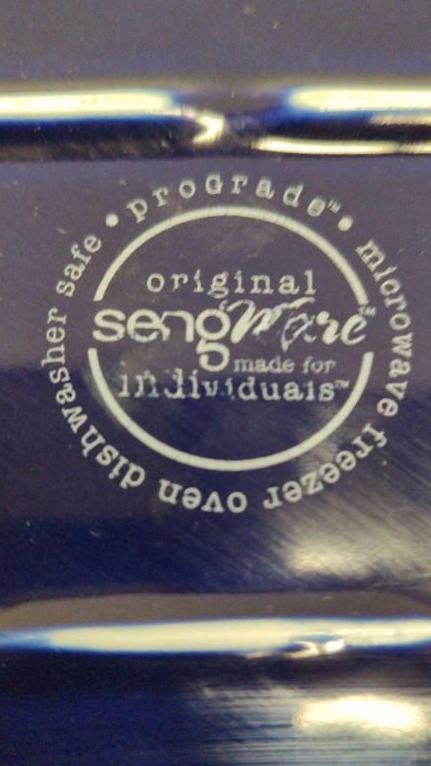 • prograde™ • microwave freezer oven dishwasher safe
original
sengWare™
made for
individuals™